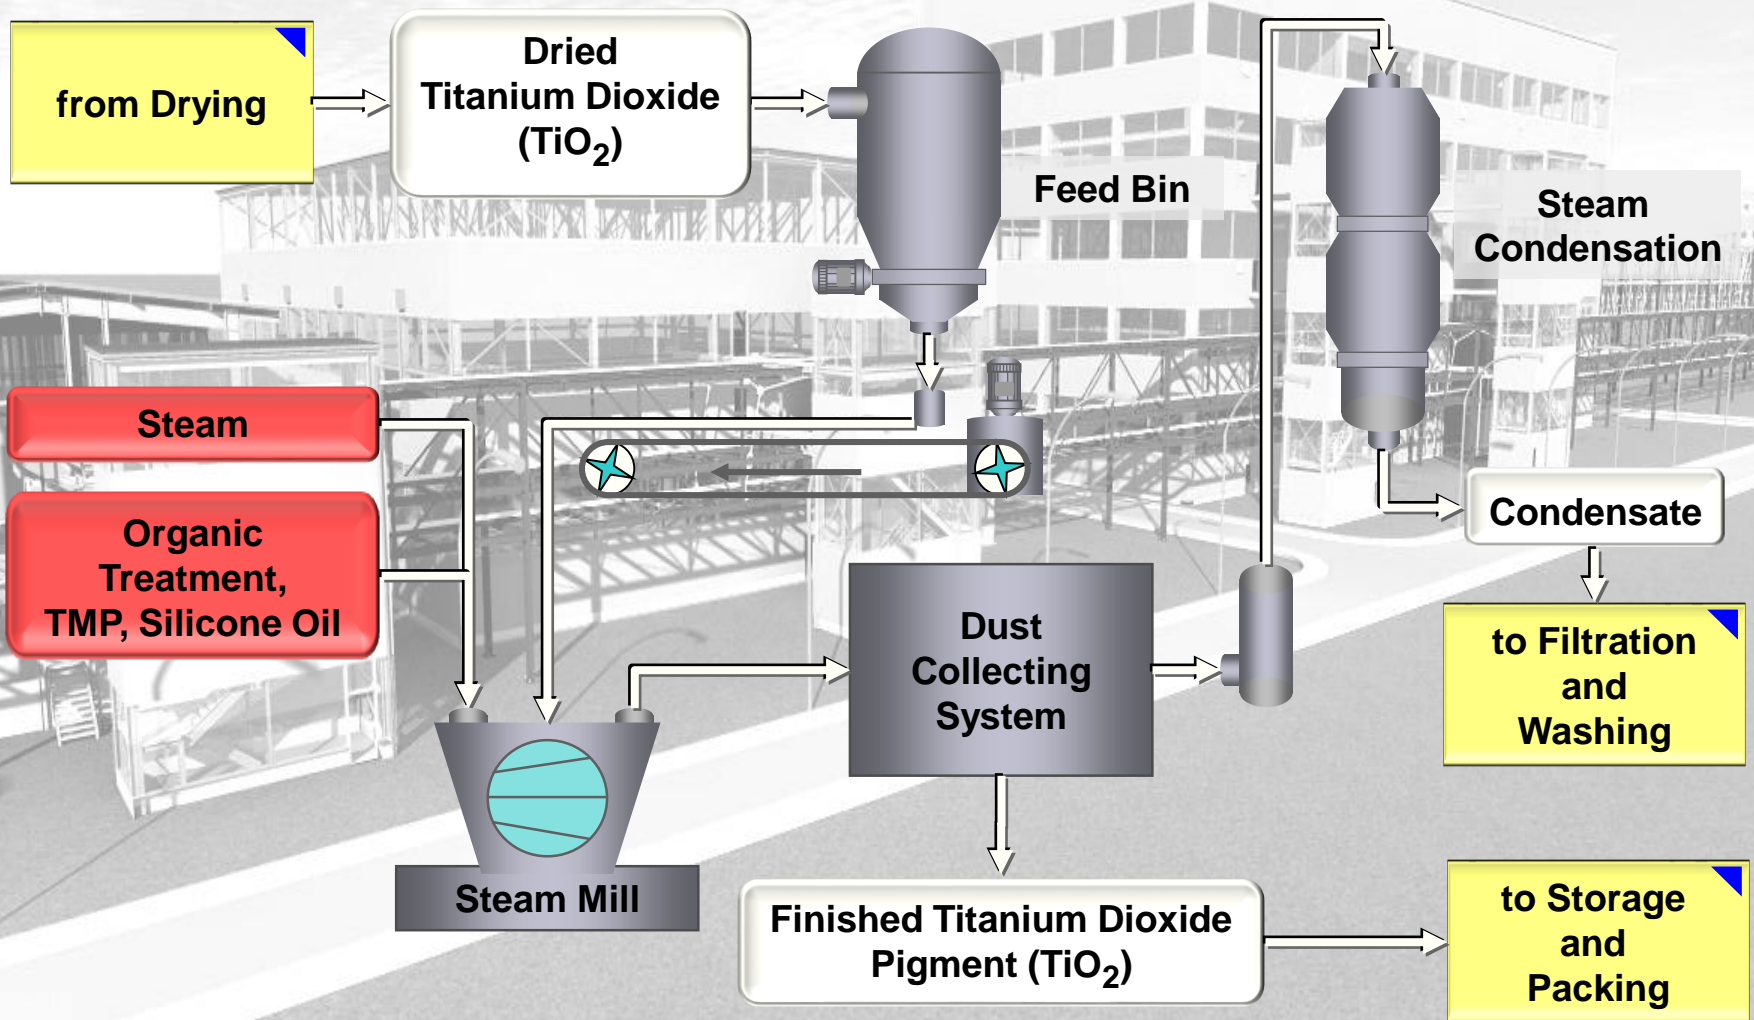 from Drying
Dried
Titanium Dioxide
(TiO₂)
Feed Bin
Steam
Condensation
Steam
Organic
Treatment,
TMP, Silicone Oil
Condensate
Dust
Collecting
System
to Filtration
and
Washing
Steam Mill
Finished Titanium Dioxide
Pigment (TiO₂)
to Storage
and
Packing